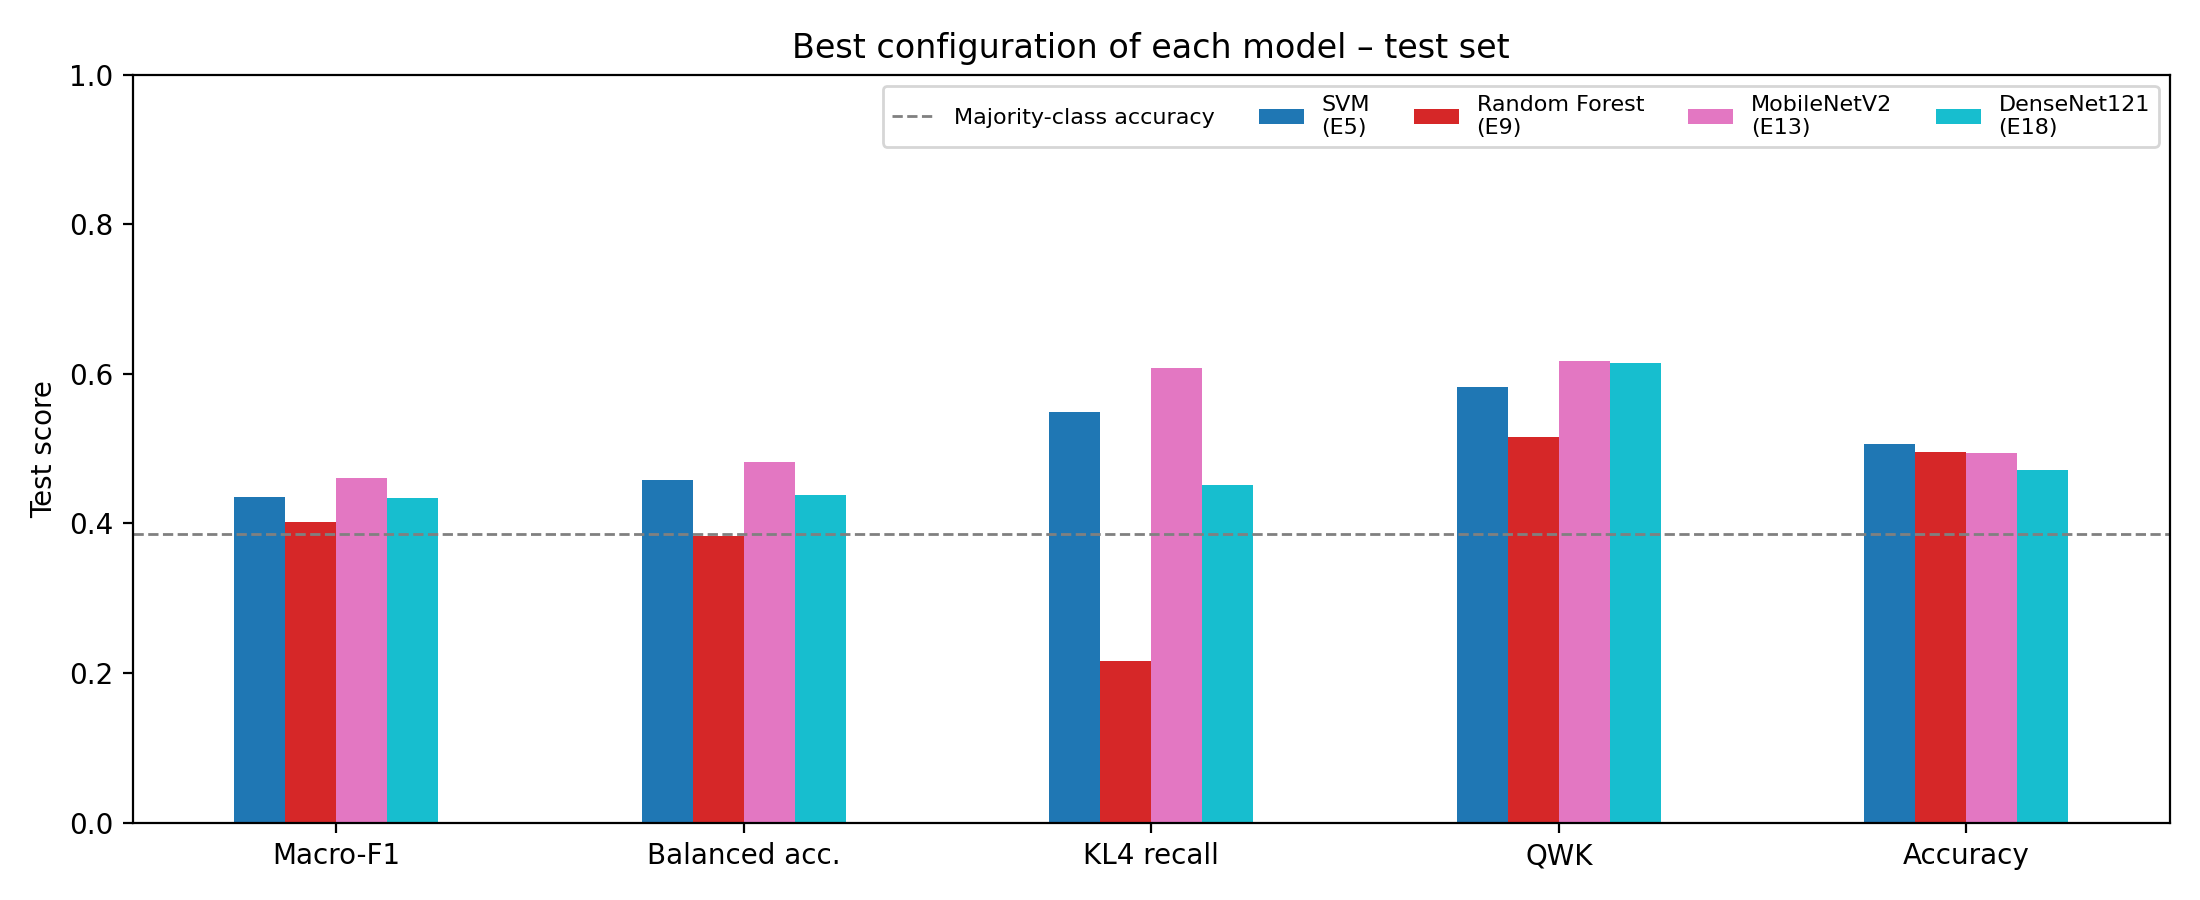 Best configuration of each model – test set
Majority-class accuracy
SVM
(E5)
Random Forest
(E9)
MobileNetV2
(E13)
DenseNet121
(E18)
Test score
1.0
0.8
0.6
0.4
0.2
0.0
Macro-F1
Balanced acc.
KL4 recall
QWK
Accuracy